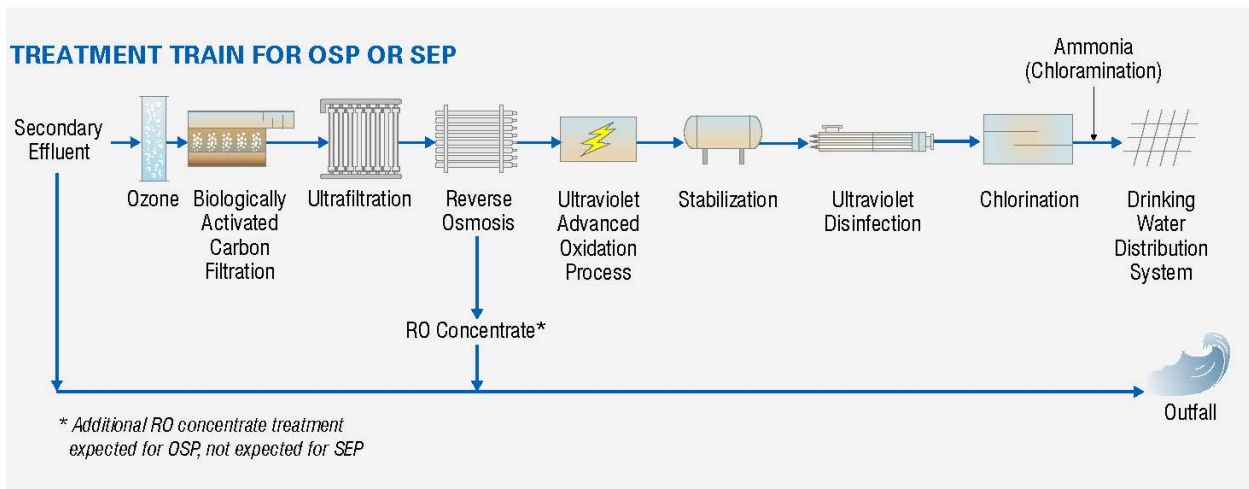 TREATMENT TRAIN FOR OSP OR SEP
Ammonia
(Chloramination)
Secondary
Effluent
Ozone
Biologically
Activated
Carbon
Filtration
Ultrafiltration
Reverse
Osmosis
Ultraviolet
Advanced
Oxidation
Process
Stabilization
Ultraviolet
Disinfection
Chlorination
Drinking
Water
Distribution
System
RO Concentrate*
Outfall
* Additional RO concentrate treatment
expected for OSP, not expected for SEP